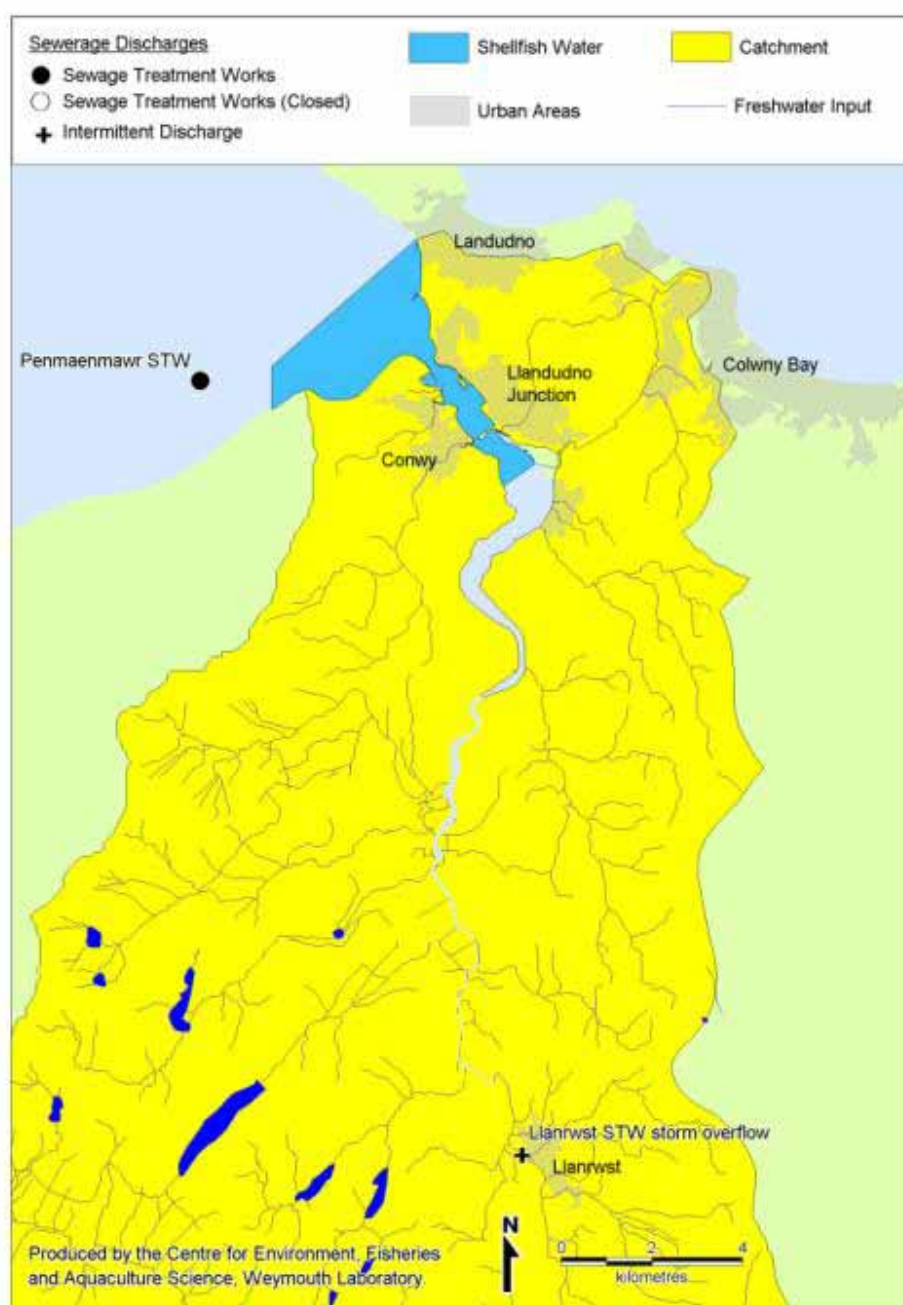 Sewerage Discharges
Sewage Treatment Works
Sewage Treatment Works (Closed)
Intermittent Discharge
Shellfish Water
Urban Areas
Catchment
Freshwater Input
Landudno
Penmaenmawr STW
Llandudno
Junction
Colwny Bay
Conwy
Llanrwst STW storm overflow
Llanrwst
Produced by the Centre for Environment, Fisheries
and Aquaculture Science, Weymouth Laboratory.
N
0 2 4
kilometres